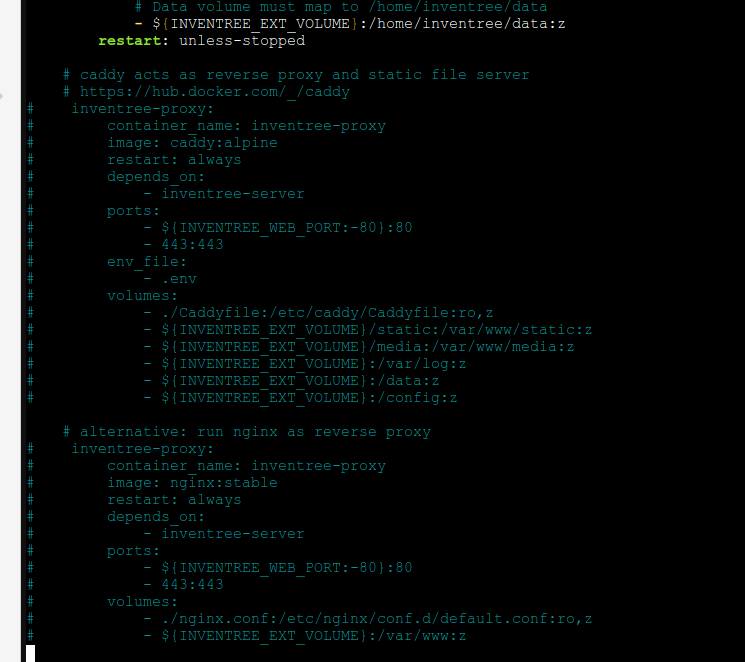 # Data volume must map to /home/inventree/data
- ${INVENTREE_EXT_VOLUME}:/home/inventree/data:z
restart: unless-stopped
# caddy acts as reverse proxy and static file server
# https://hub.docker.com/_/caddy
# inventree-proxy:
# container_name: inventree-proxy
# image: caddy:alpine
# restart: always
# depends_on:
# - inventree-server
# ports:
# - ${INVENTREE_WEB_PORT:-80}:80
# - 443:443
# env_file:
# - .env
# volumes:
# - ./Caddyfile:/etc/caddy/Caddyfile:ro,z
# - ${INVENTREE_EXT_VOLUME}/static:/var/www/static:z
# - ${INVENTREE_EXT_VOLUME}/media:/var/www/media:z
# - ${INVENTREE_EXT_VOLUME}:/var/log:z
# - ${INVENTREE_EXT_VOLUME}:/data:z
# - ${INVENTREE_EXT_VOLUME}:/config:z
# alternative: run nginx as reverse proxy
# inventree-proxy:
# container_name: inventree-proxy
# image: nginx:stable
# restart: always
# depends_on:
# - inventree-server
# ports:
# - ${INVENTREE_WEB_PORT:-80}:80
# - 443:443
# volumes:
# - ./nginx.conf:/etc/nginx/conf.d/default.conf:ro,z
# - ${INVENTREE_EXT_VOLUME}:/var/www:z